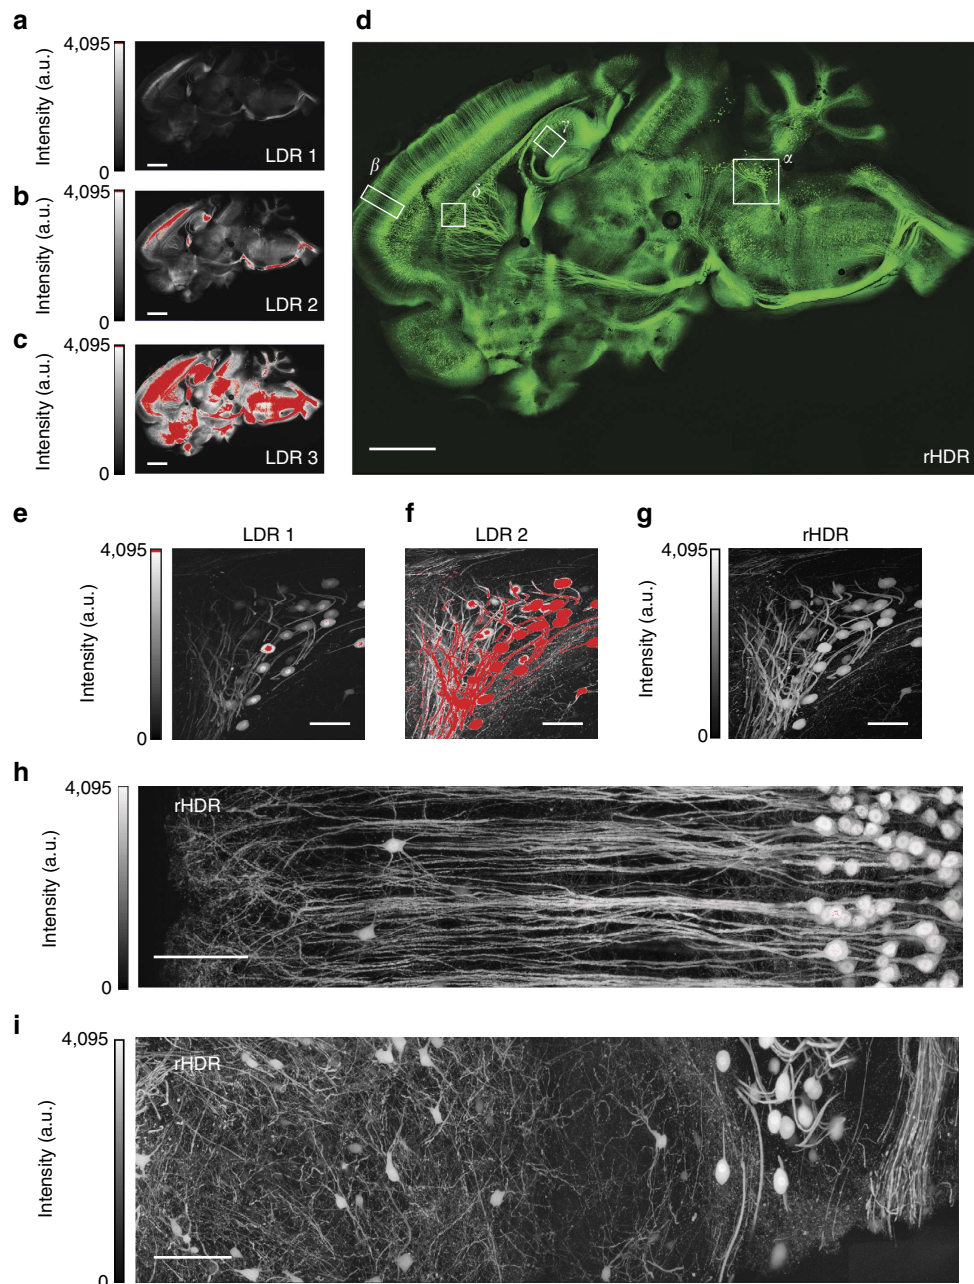 a
4,095
Intensity (a.u.)
0
LDR 1
b
4,095
Intensity (a.u.)
0
LDR 2
c
4,095
Intensity (a.u.)
0
LDR 3
d
β
γ
δ
α
rHDR
e
LDR 1
4,095
Intensity (a.u.)
0
f
LDR 2
g
rHDR
4,095
Intensity (a.u.)
0
h
4,095
Intensity (a.u.)
0
rHDR
i
4,095
Intensity (a.u.)
0
rHDR